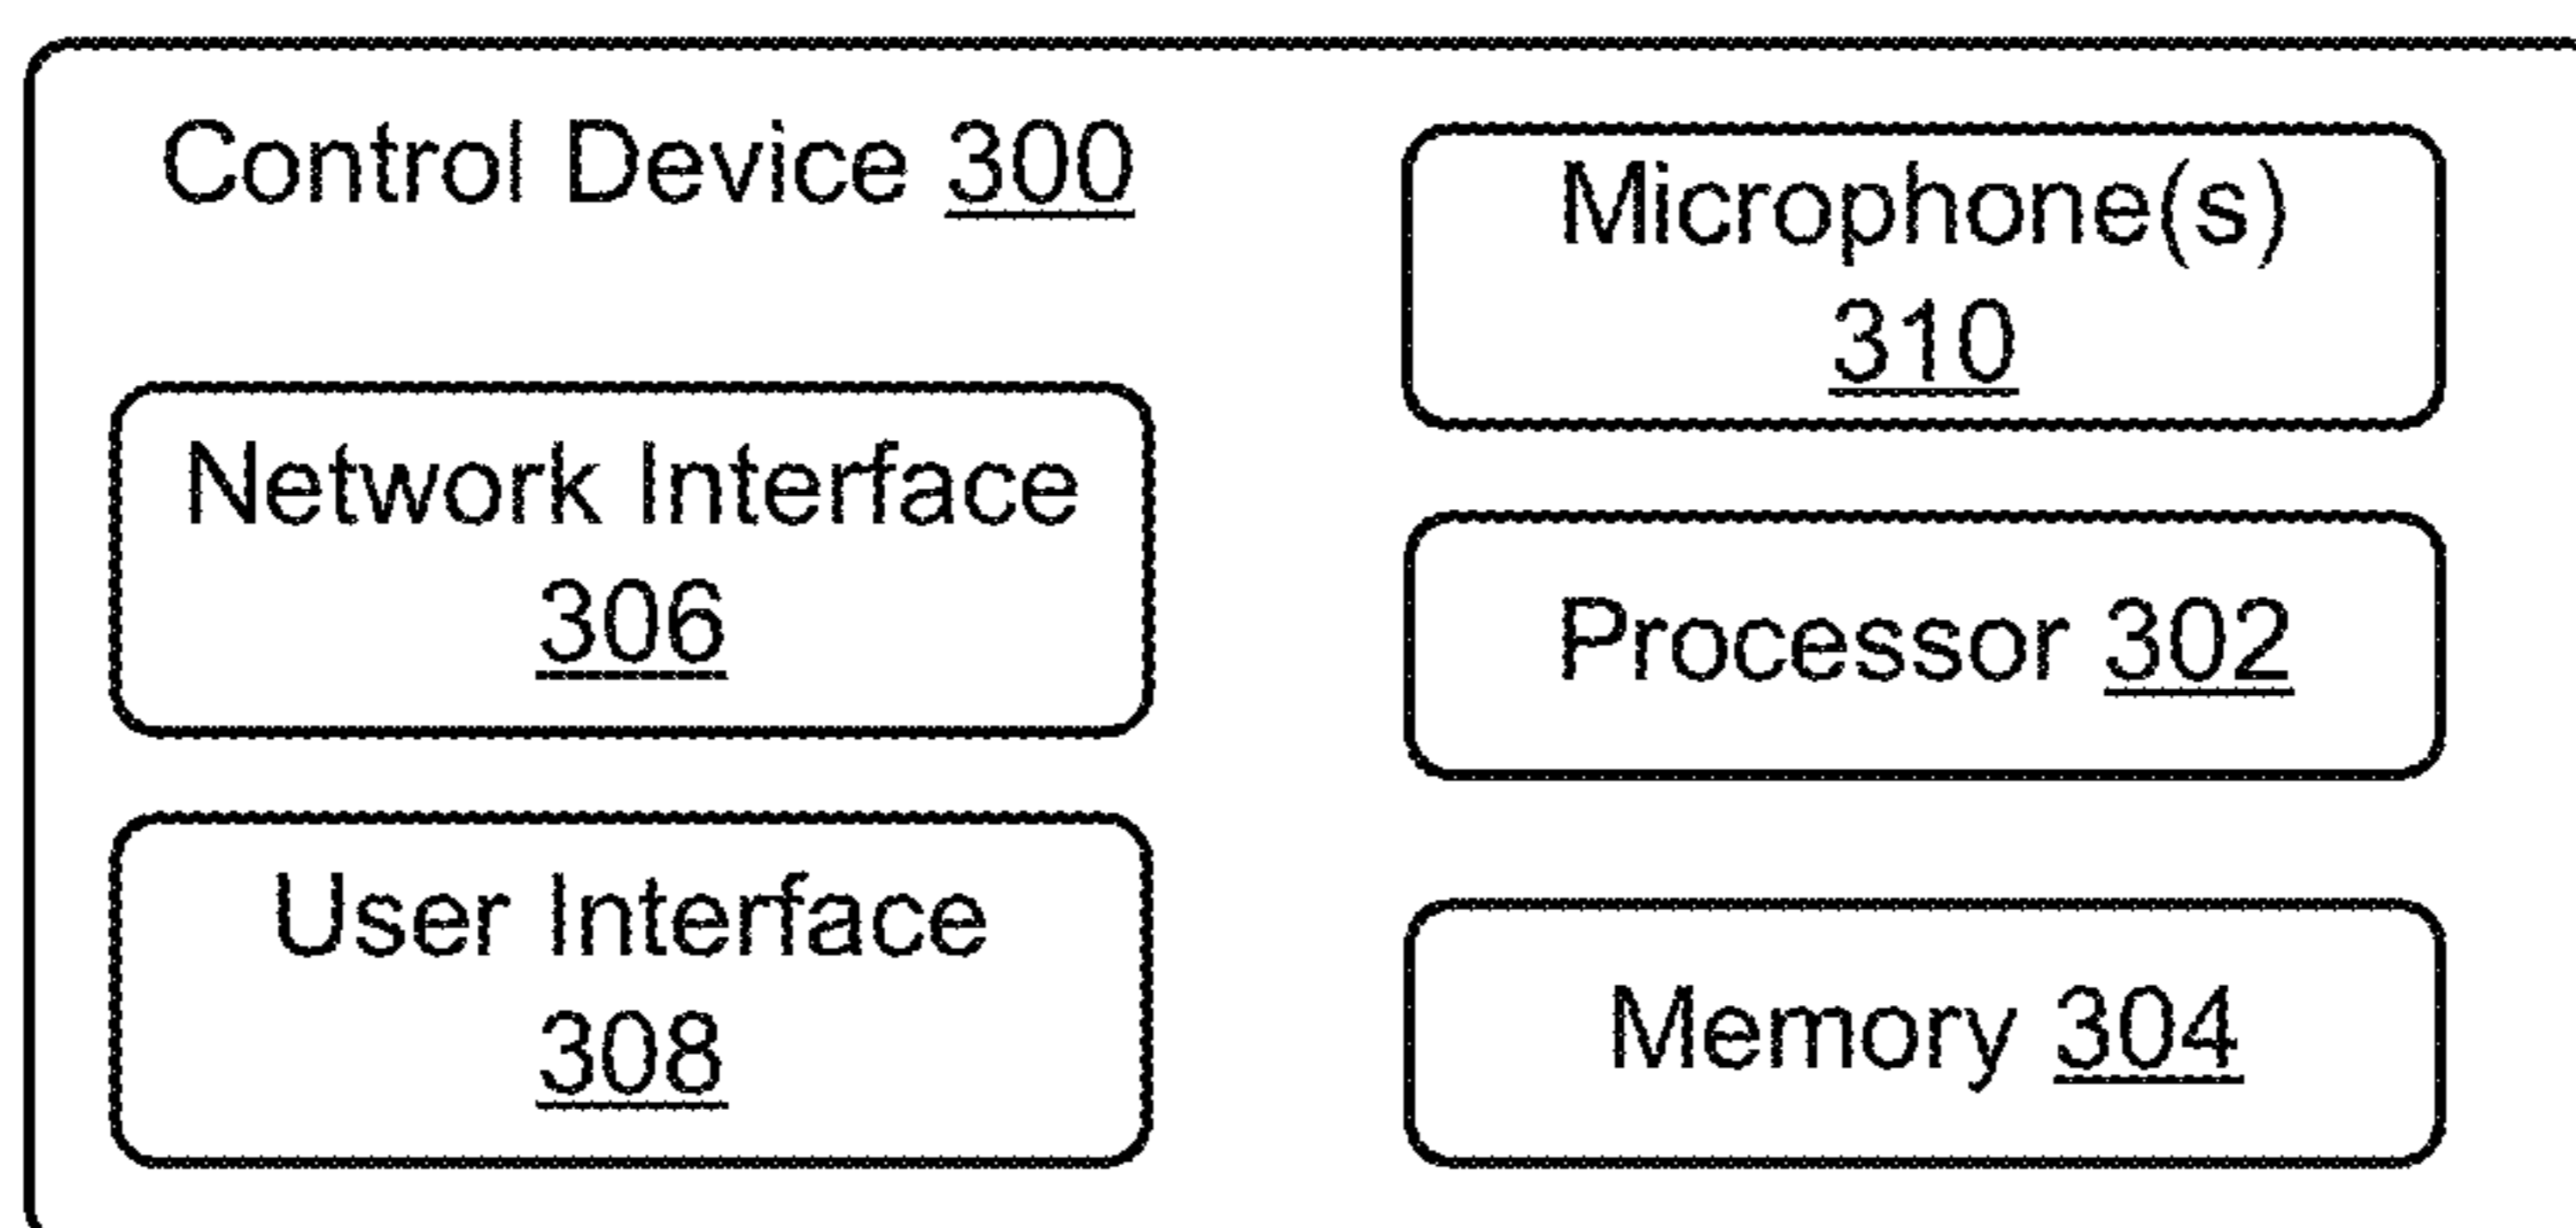 Control Device 300
Network Interface
306
User Interface
308
Microphone(s)
310
Processor 302
Memory 304